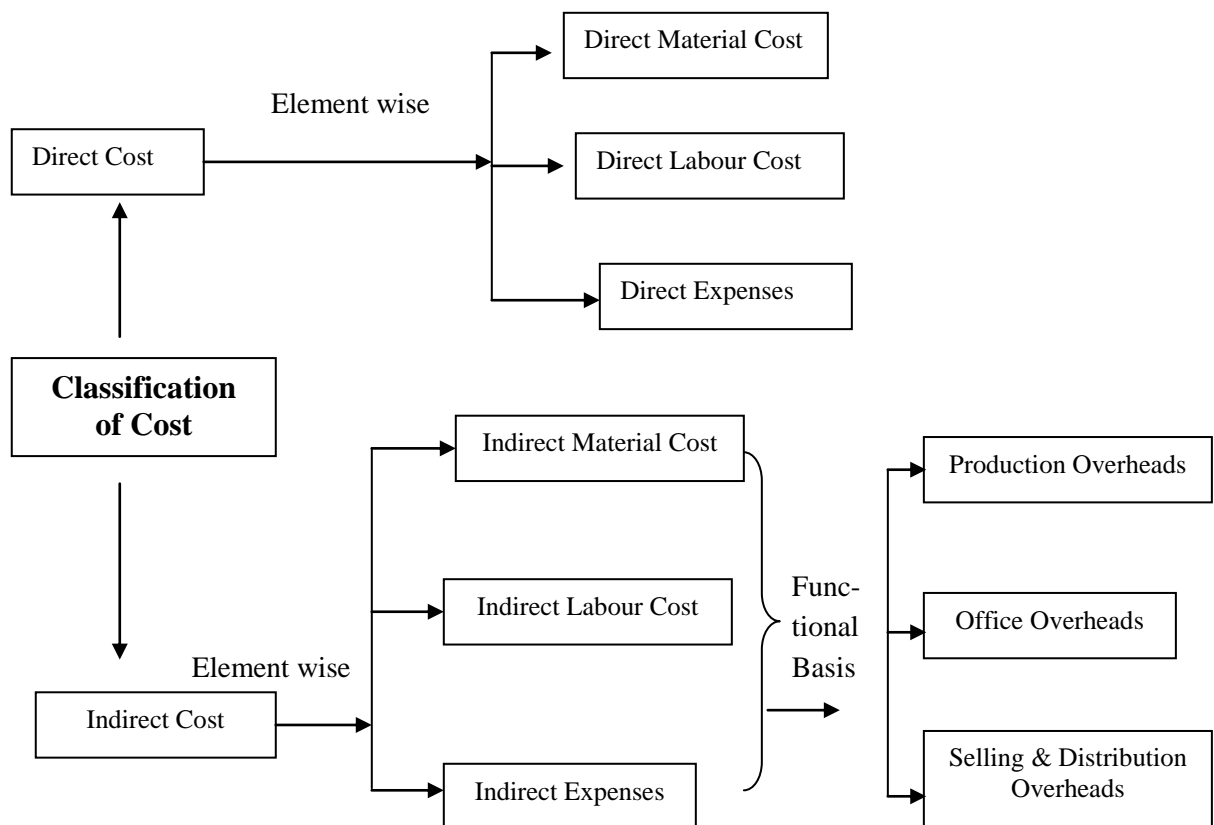 Direct Material Cost
Element wise
Direct Cost
Direct Labour Cost
Direct Expenses
Classification
of Cost
Indirect Material Cost
Production Overheads
Indirect Labour Cost
Func-
tional
Basis
Office Overheads
Element wise
Indirect Cost
Indirect Expenses
Selling & Distribution
Overheads